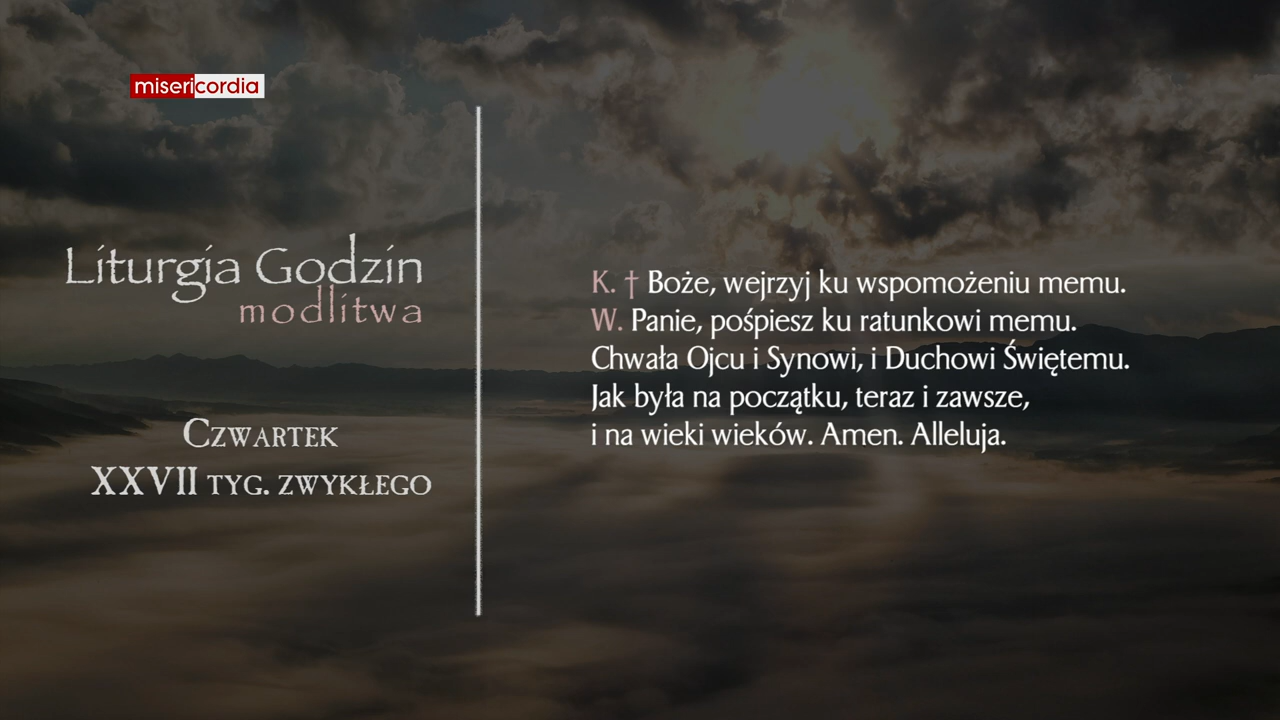 misericordia
Liturgia Godzin
modlitwa
Czwartek
XXVII tyg. zwykłego
K. † Boże, wejrzyj ku wspomożeniu memu.
W. Panie, pośpiesz ku ratunkowi memu.
Chwała Ojcu i Synowi, i Duchowi Świętemu.
Jak była na początku, teraz i zawsze,
i na wieki wieków. Amen. Alleluja.